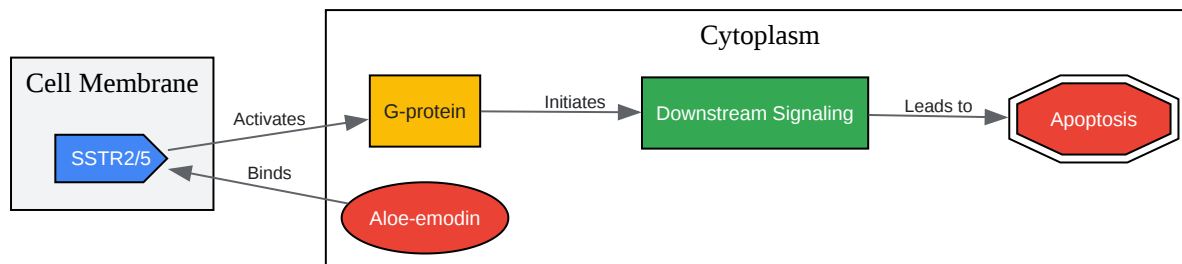 Cell Membrane
SSTR2/5
Cytoplasm
Activates
G-protein
Initiates
Downstream Signaling
Leads to
Apoptosis
Binds
Aloe-emodin